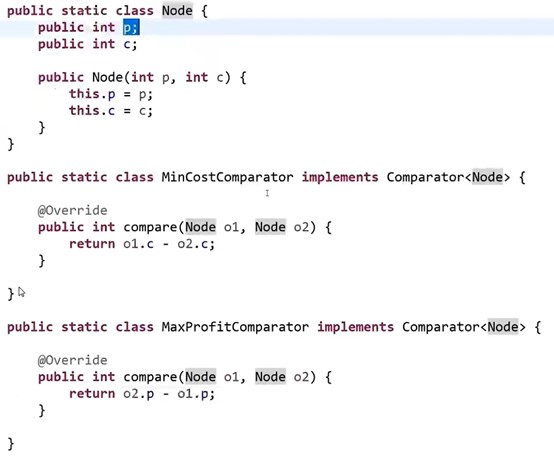 public static class Node {
    public int p;
    public int c;
    public Node(int p, int c) {
        this.p = p;
        this.c = c;
    }
}
public static class MinCostComparator implements Comparator<Node> {
    @Override
    public int compare(Node o1, Node o2) {
        return o1.c - o2.c;
    }
}
public static class MaxProfitComparator implements Comparator<Node> {
    @Override
    public int compare(Node o1, Node o2) {
        return o2.p - o1.p;
    }
}